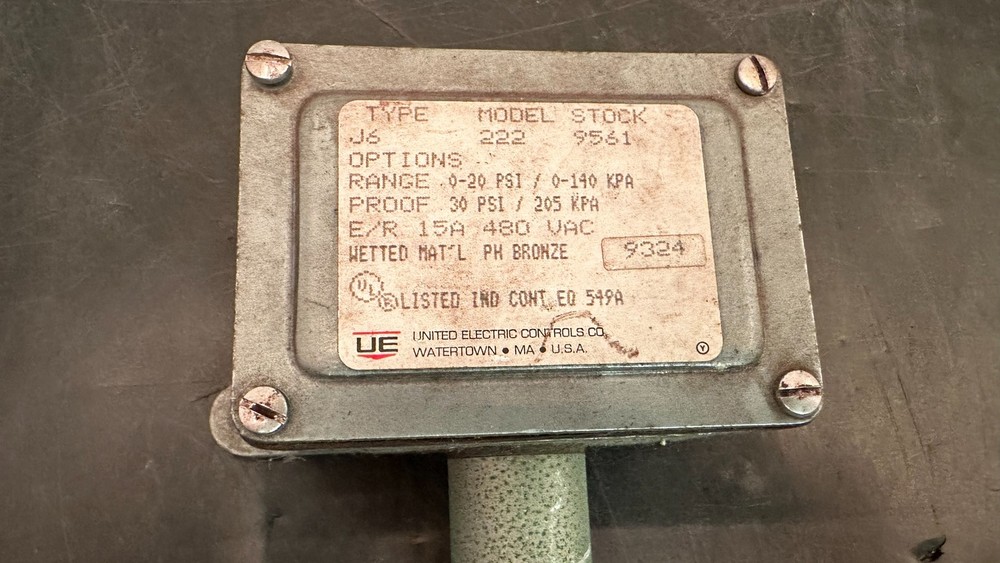 TYPE MODEL STOCK
J6 222 9561
OPTIONS
RANGE 0-20 PSI / 0-140 KPA
PROOF 30 PSI / 205 KPA
E/R 15A 480 VAC
WETTED MAT'L PH BRONZE 9324
UL LISTED IND CONT EQ 549A
UE UNITED ELECTRIC CONTROLS CO.
WATERTOWN • MA • U.S.A. Y